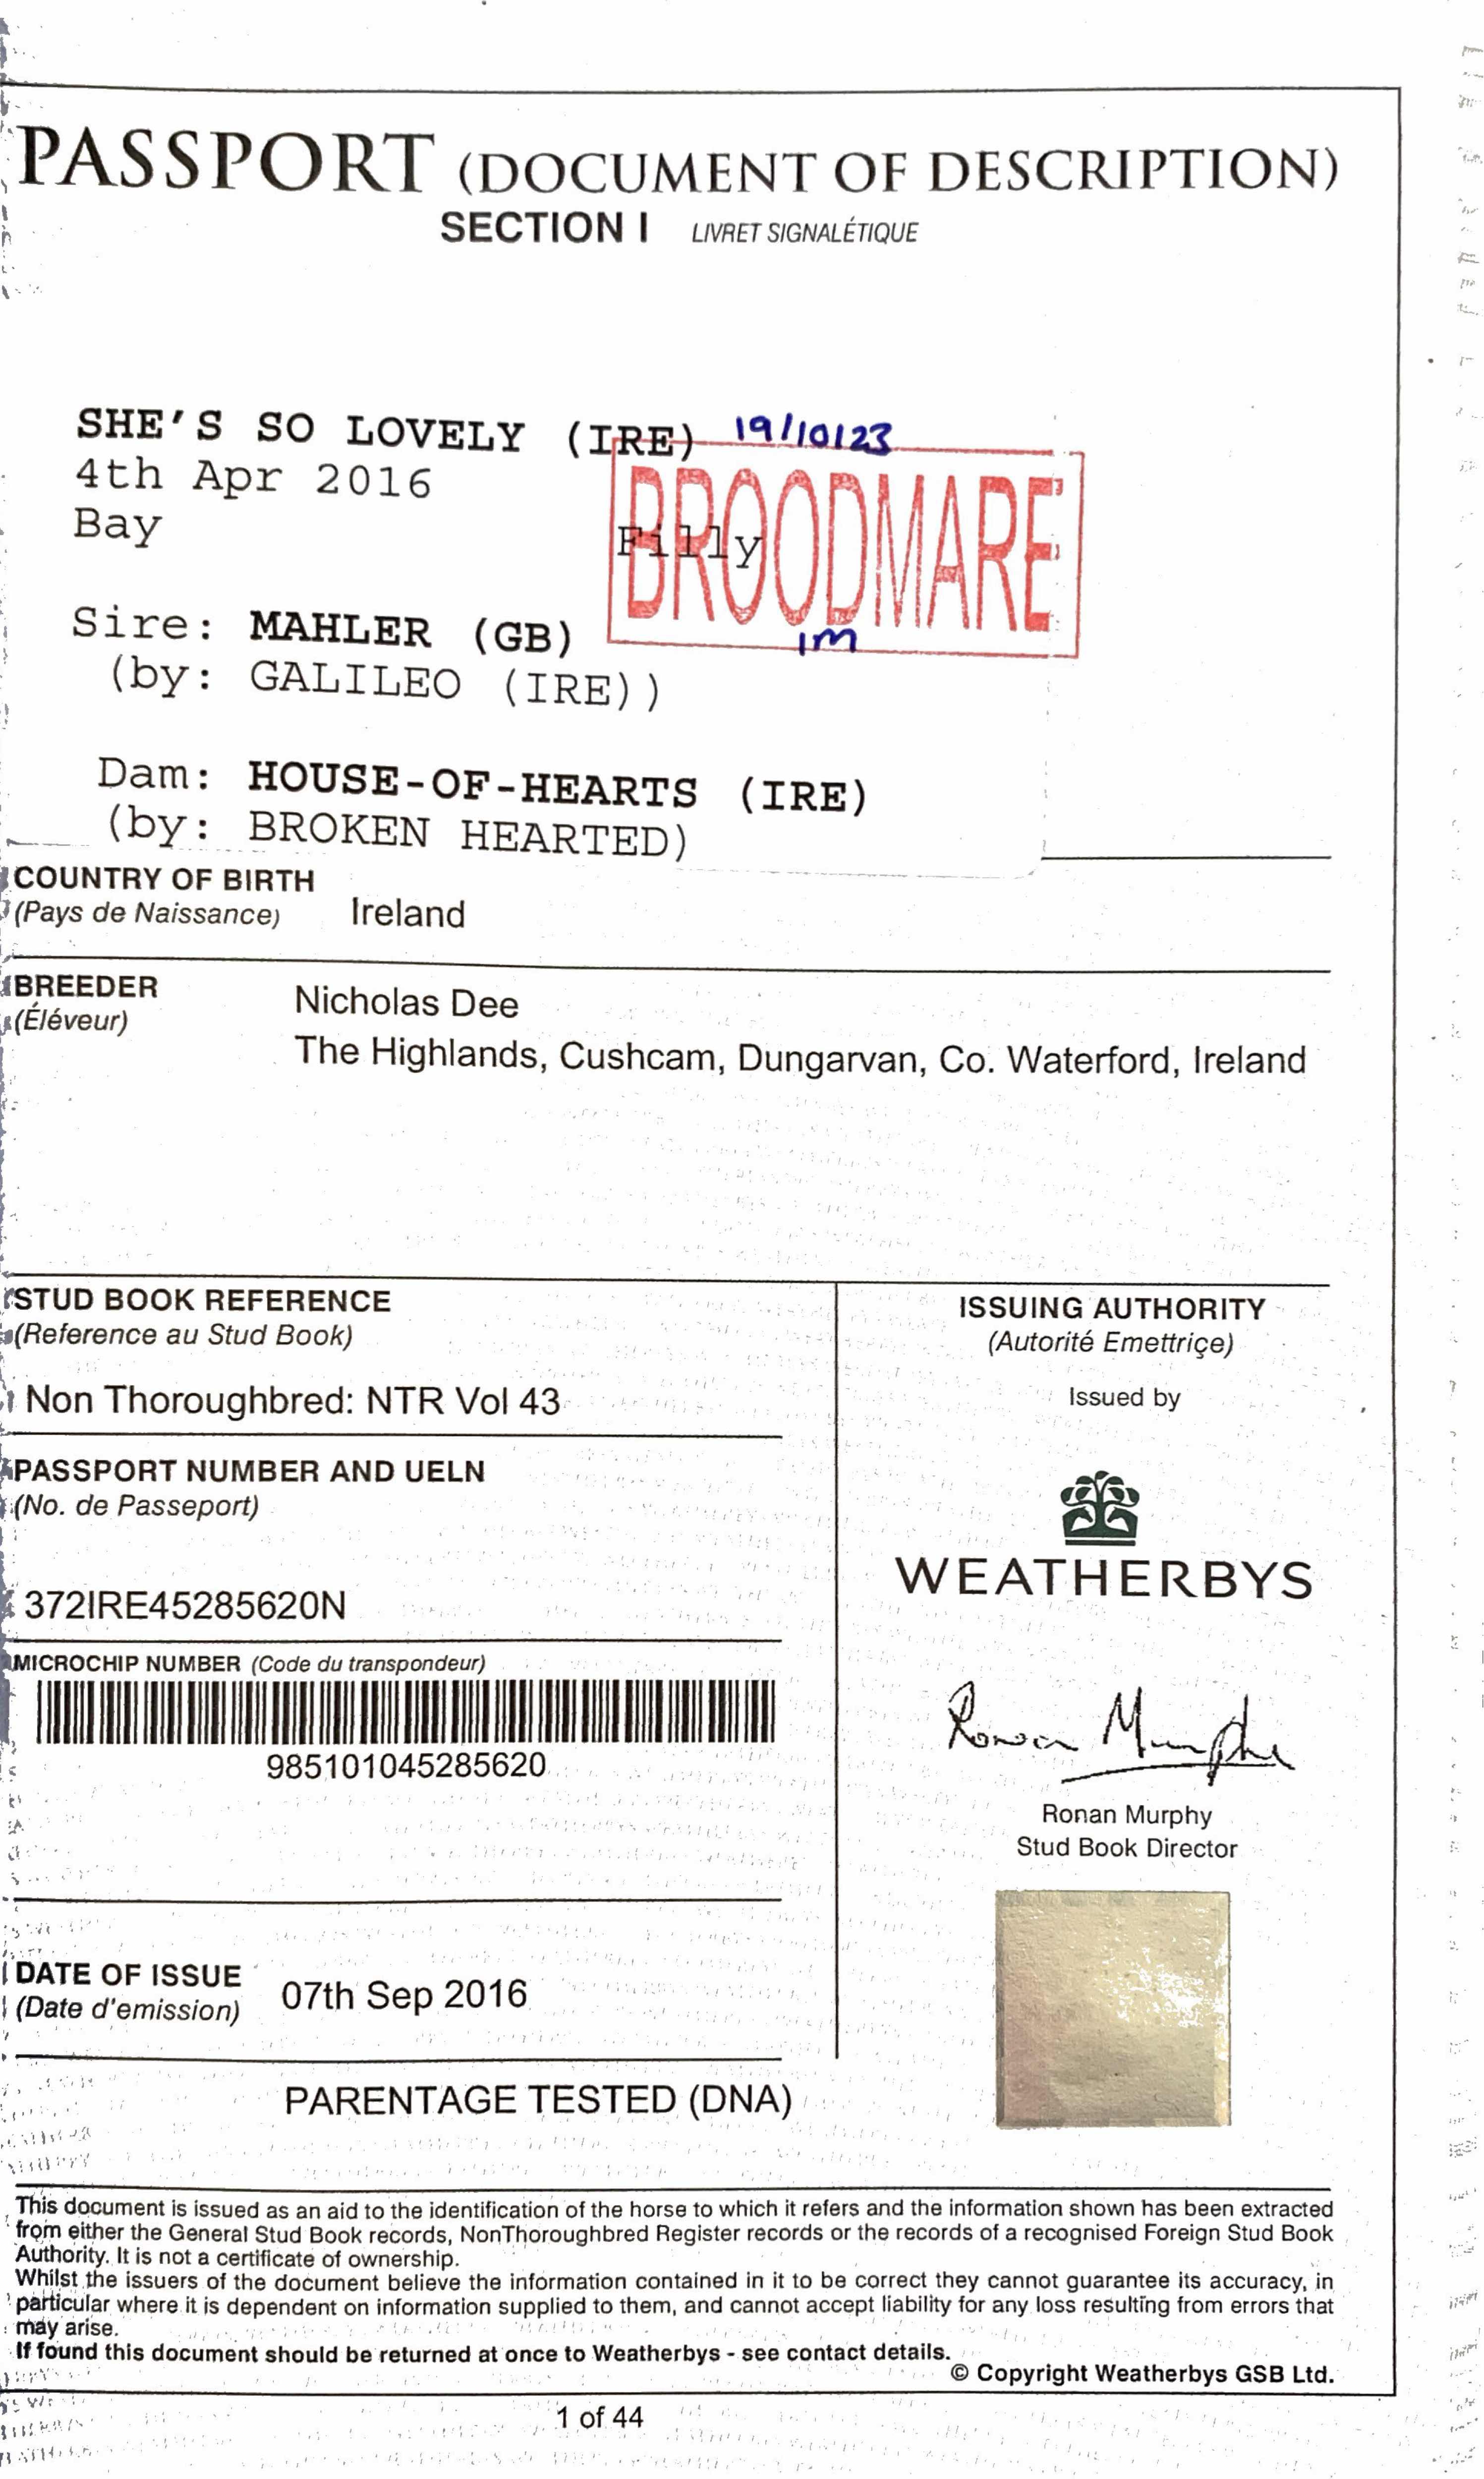 PASSPORT (DOCUMENT OF DESCRIPTION)
SECTION I LIVRET SIGNALÉTIQUE
SHE'S SO LOVELY (IRE) 19/10/23
4th Apr 2016
Bay Filly
BROODMARE
IM
Sire: MAHLER (GB)
(by: GALILEO (IRE))
Dam: HOUSE-OF-HEARTS (IRE)
(by: BROKEN HEARTED)
COUNTRY OF BIRTH
(Pays de Naissance) Ireland
BREEDER
(Éléveur)
Nicholas Dee
The Highlands, Cushcam, Dungarvan, Co. Waterford, Ireland
STUD BOOK REFERENCE
(Reference au Stud Book)
Non Thoroughbred: NTR Vol 43
PASSPORT NUMBER AND UELN
(No. de Passeport)
372IRE45285620N
MICROCHIP NUMBER (Code du transpondeur)
985101045285620
DATE OF ISSUE
(Date d'emission) 07th Sep 2016
PARENTAGE TESTED (DNA)
ISSUING AUTHORITY
(Autorité Emettriçe)
Issued by
WEATHERBYS
Ronan Murphy
Ronan Murphy
Stud Book Director
This document is issued as an aid to the identification of the horse to which it refers and the information shown has been extracted
from either the General Stud Book records, NonThoroughbred Register records or the records of a recognised Foreign Stud Book
Authority. It is not a certificate of ownership.
Whilst the issuers of the document believe the information contained in it to be correct they cannot guarantee its accuracy, in
particular where it is dependent on information supplied to them, and cannot accept liability for any loss resulting from errors that
may arise.
If found this document should be returned at once to Weatherbys - see contact details.
© Copyright Weatherbys GSB Ltd.
1 of 44